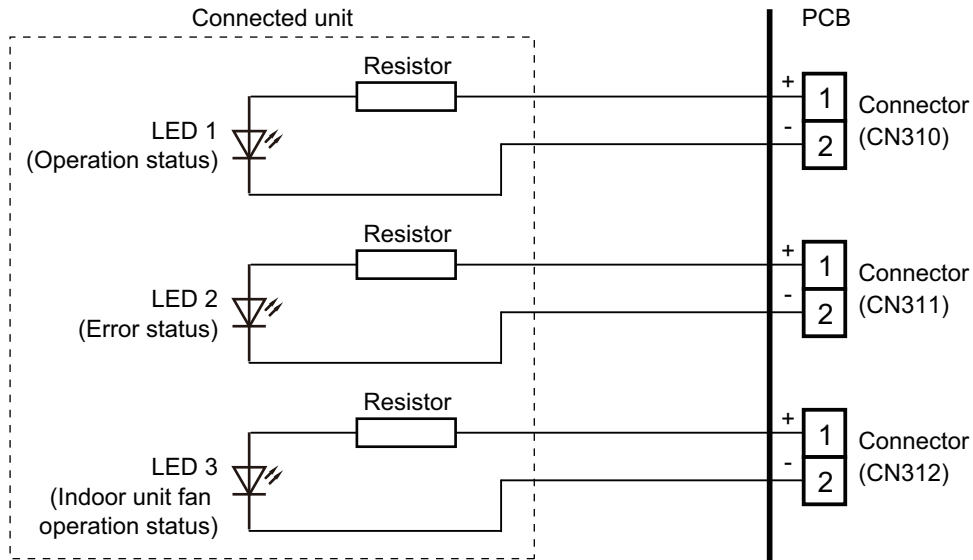 Connected unit
PCB
Resistor
LED 1
(Operation status)
+
1
-
2
Connector
(CN310)
Resistor
LED 2
(Error status)
+
1
-
2
Connector
(CN311)
Resistor
LED 3
(Indoor unit fan
operation status)
+
1
-
2
Connector
(CN312)